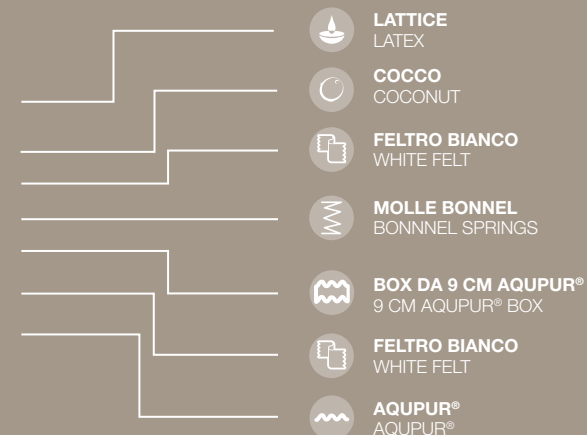 LATTICE
LATEX
COCCO
COCONUT
FELTRO BIANCO
WHITE FELT
MOLLE BONNEL
BONNNEL SPRINGS
BOX DA 9 CM AQUPUR®
9 CM AQUPUR® BOX
FELTRO BIANCO
WHITE FELT
AQUPUR®
AQUPUR®